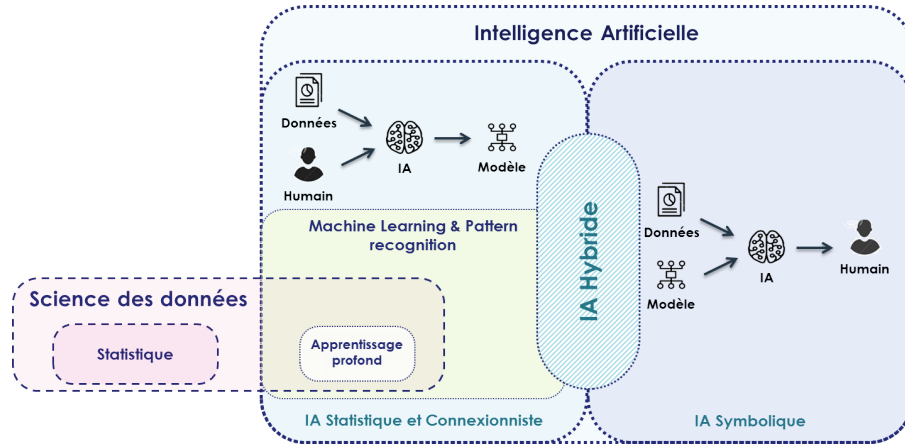 Intelligence Artificielle
Données
IA
Modèle
Humain
Machine Learning & Pattern
recognition
Science des données
Statistique
Apprentissage
profond
IA Statistique et Connexionniste
IA Hybride
Données
Modèle
IA
Humain
IA Symbolique